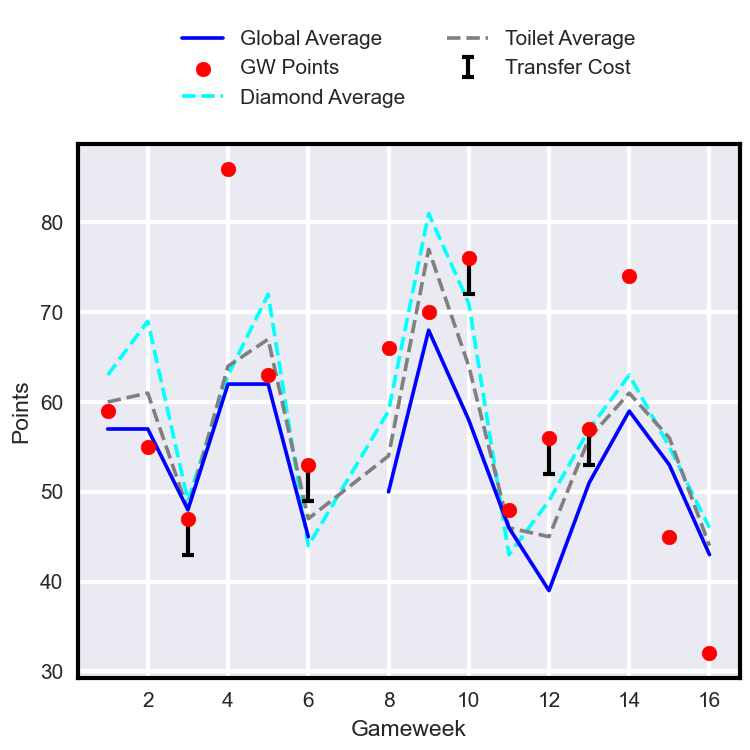 Global Average
GW Points
Diamond Average
Toilet Average
Transfer Cost
80
70
60
50
40
30
Points
2 4 6 8 10 12 14 16
Gameweek